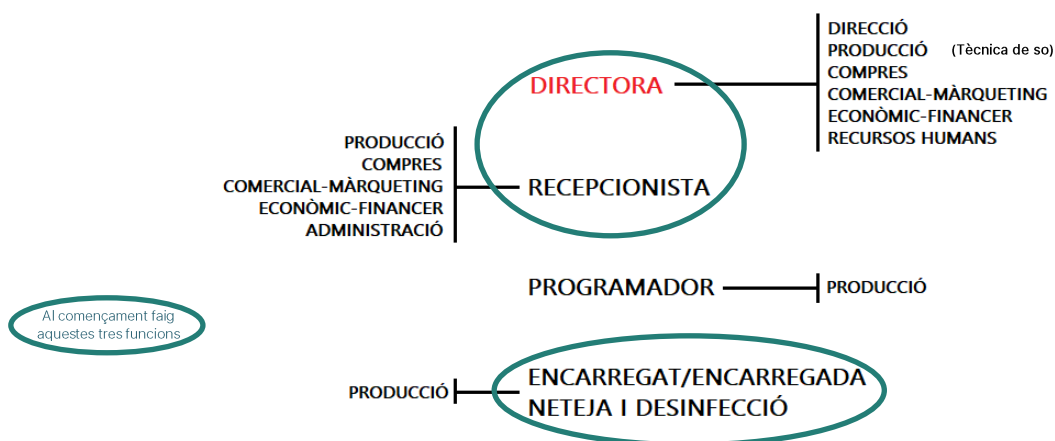 DIRECCIÓ
PRODUCCIÓ (Tècnica de so)
COMPRES
COMERCIAL-MÀRQUETING
ECONÒMIC-FINANCER
RECURSOS HUMANS
DIRECTORA
PRODUCCIÓ
COMPRES
COMERCIAL-MÀRQUETING
ECONÒMIC-FINANCER
ADMINISTRACIÓ
RECEPCIONISTA
PROGRAMADOR
PRODUCCIÓ
Al començament faig
aquestes tres funcions
PRODUCCIÓ
ENCARREGAT/ENCARREGADA
NETEJA I DESINFECCIÓ